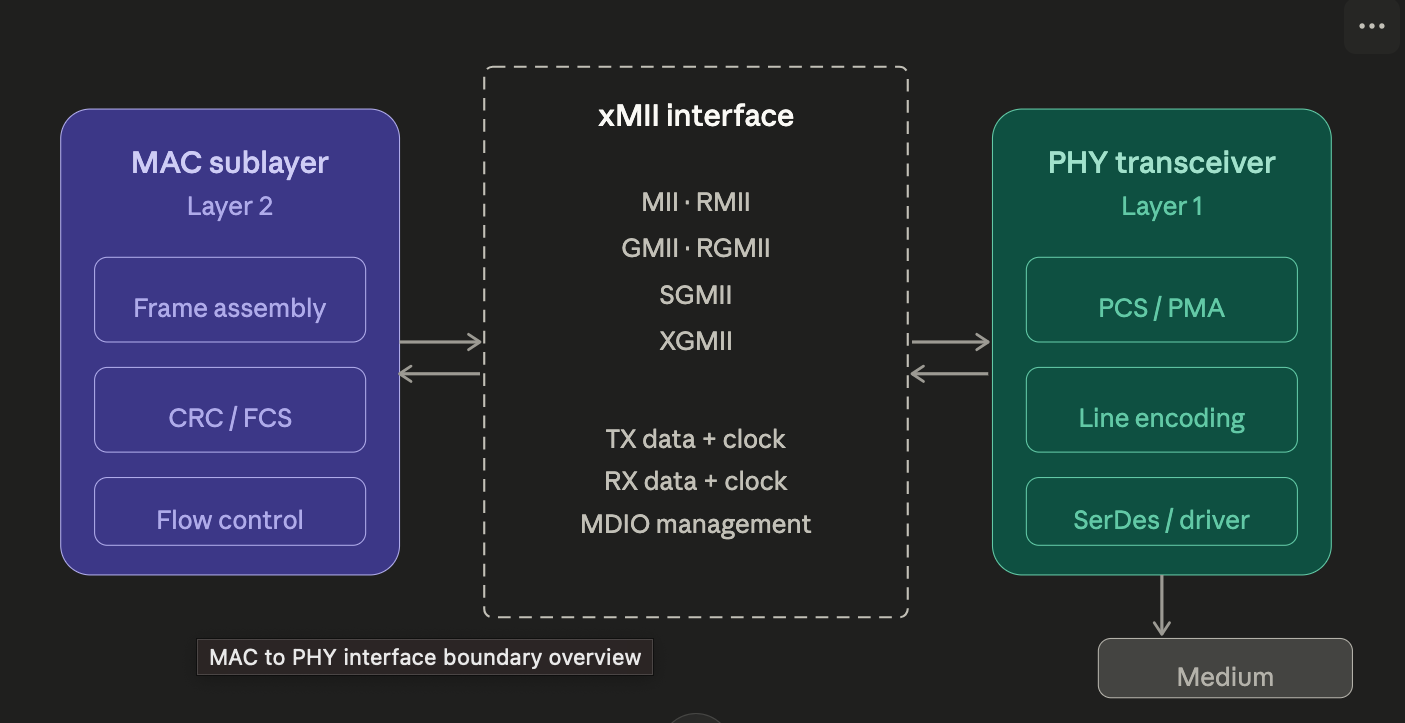 MAC sublayer
Layer 2
Frame assembly
CRC / FCS
Flow control
xMII interface
MII · RMII
GMII · RGMII
SGMII
XGMII
TX data + clock
RX data + clock
MDIO management
PHY transceiver
Layer 1
PCS / PMA
Line encoding
SerDes / driver
Medium
MAC to PHY interface boundary overview